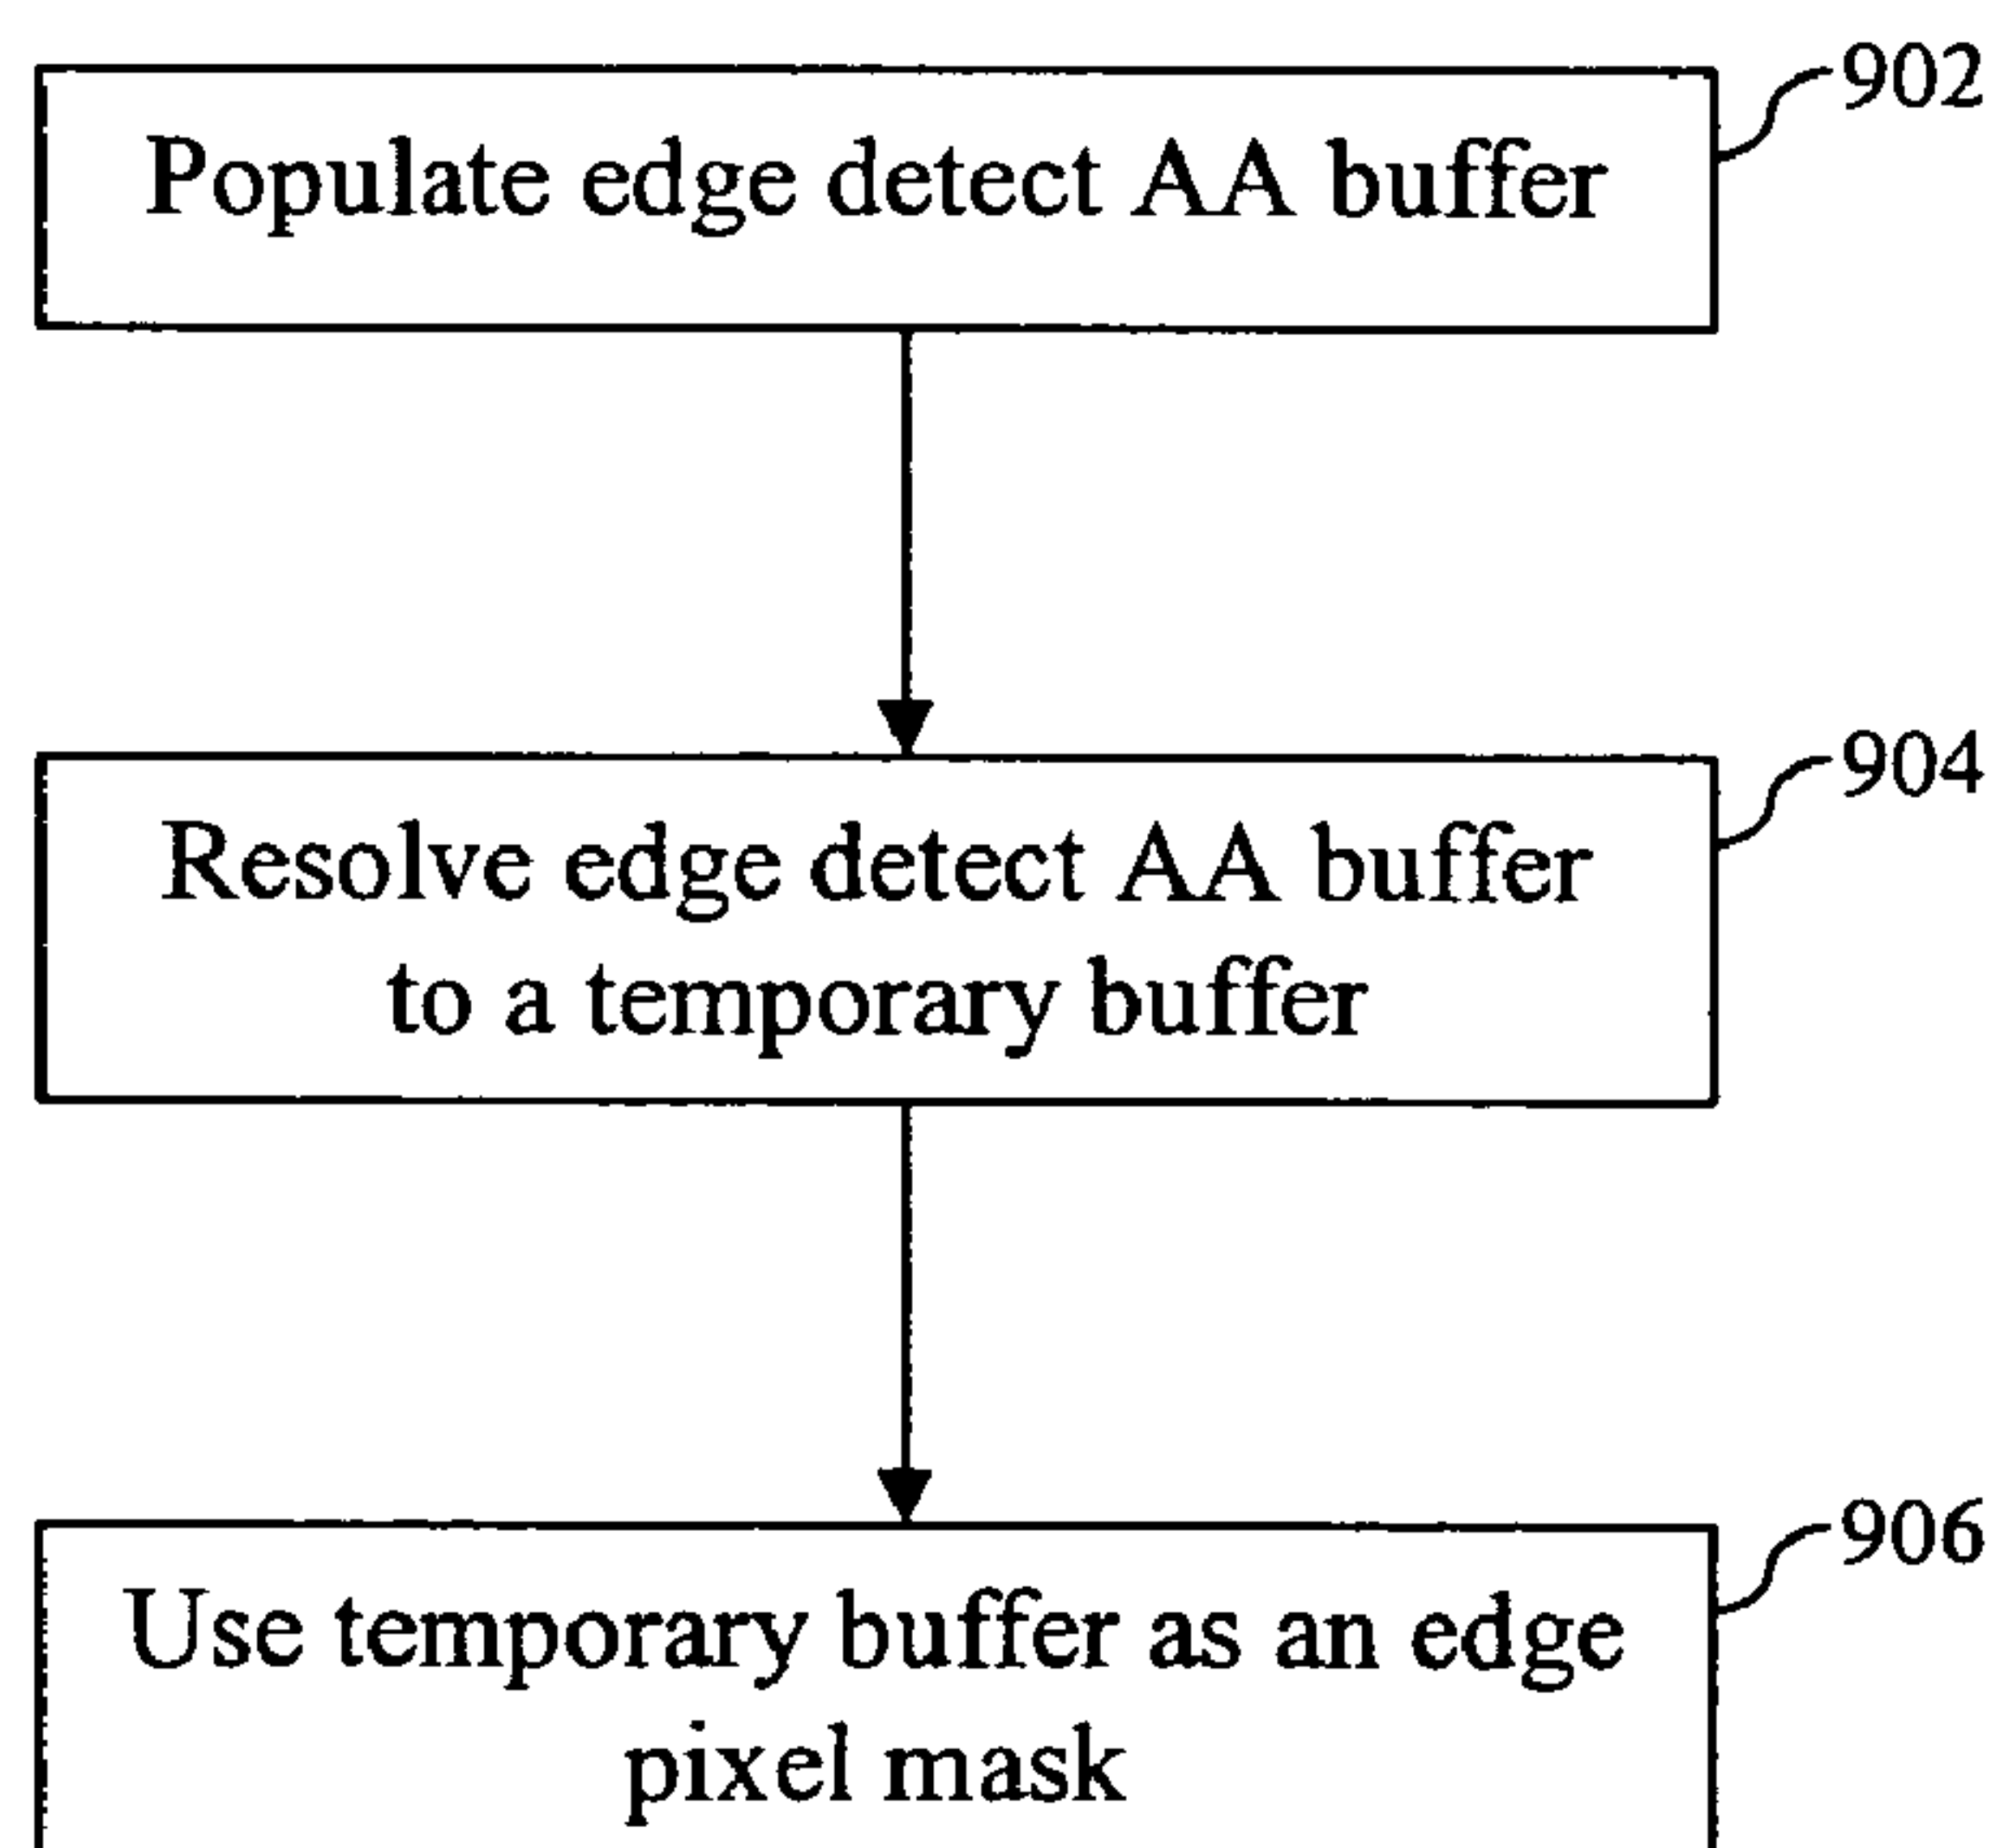 902
Populate edge detect AA buffer
904
Resolve edge detect AA buffer
to a temporary buffer
906
Use temporary buffer as an edge
pixel mask